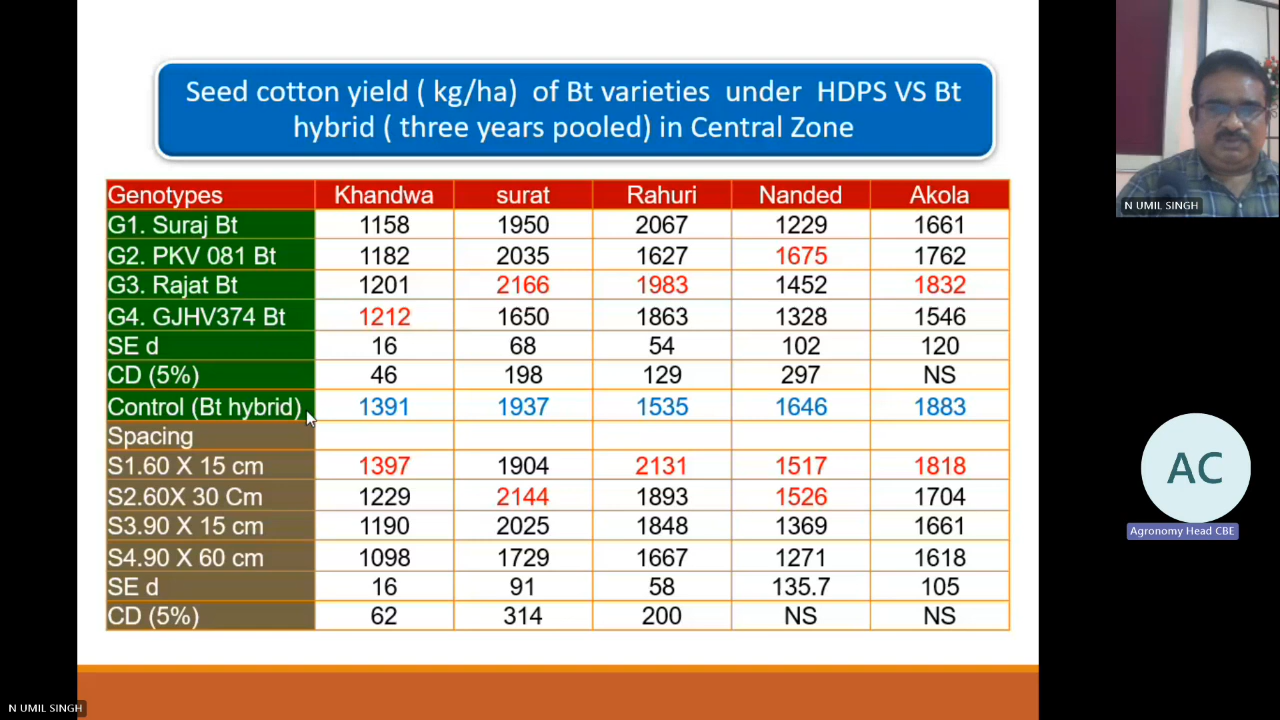 Seed cotton yield ( kg/ha) of Bt varieties under HDPS VS Bt
hybrid ( three years pooled) in Central Zone
Genotypes Khandwa surat Rahuri Nanded Akola
G1. Suraj Bt 1158 1950 2067 1229 1661
G2. PKV 081 Bt 1182 2035 1627 1675 1762
G3. Rajat Bt 1201 2166 1983 1452 1832
G4. GJHV374 Bt 1212 1650 1863 1328 1546
SE d 16 68 54 102 120
CD (5%) 46 198 129 297 NS
Control (Bt hybrid) 1391 1937 1535 1646 1883
Spacing
S1.60 X 15 cm 1397 1904 2131 1517 1818
S2.60X 30 Cm 1229 2144 1893 1526 1704
S3.90 X 15 cm 1190 2025 1848 1369 1661
S4.90 X 60 cm 1098 1729 1667 1271 1618
SE d 16 91 58 135.7 105
CD (5%) 62 314 200 NS NS
N UMIL SINGH
AC
Agronomy Head CBE
N UMIL SINGH